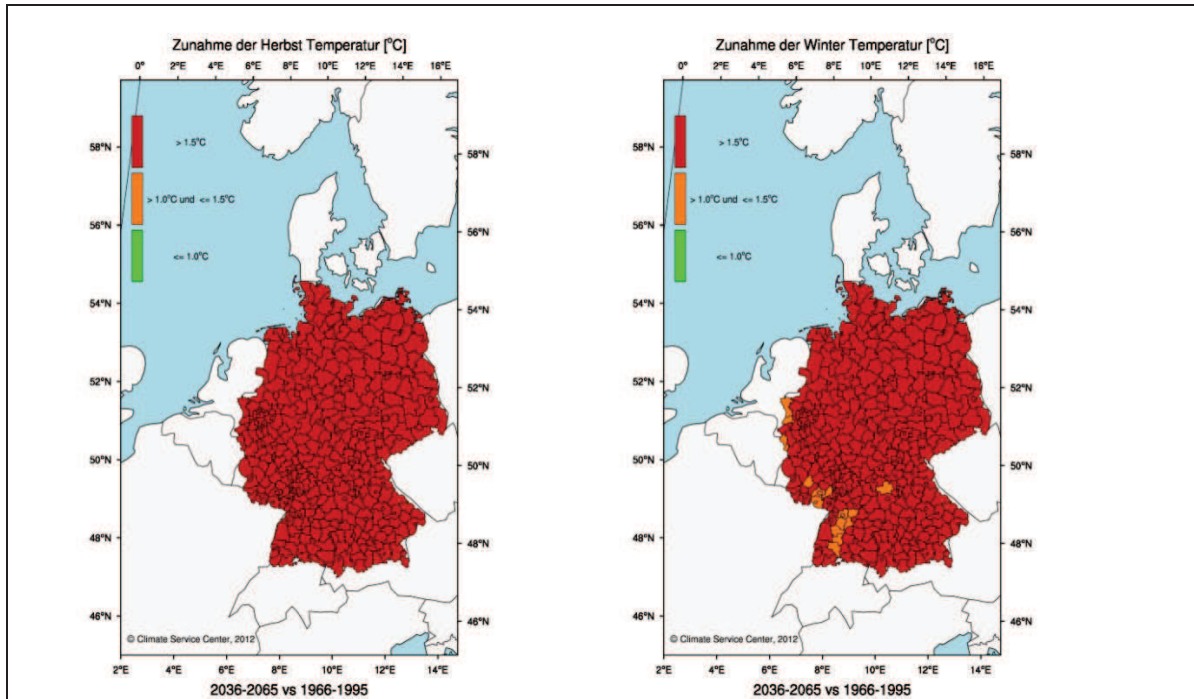 Zunahme der Herbst Temperatur [°C]
0° 2°E 4°E 6°E 8°E 10°E 12°E 14°E 16°E
58°N
56°N
54°N
52°N
50°N
48°N
46°N
> 1.5°C
> 1.0°C und <= 1.5°C
<= 1.0°C
58°N
56°N
54°N
52°N
50°N
48°N
46°N
© Climate Service Center, 2012
2°E 4°E 6°E 8°E 10°E 12°E 14°E
2036-2065 vs 1966-1995
Zunahme der Winter Temperatur [°C]
0° 2°E 4°E 6°E 8°E 10°E 12°E 14°E 16°E
58°N
56°N
54°N
52°N
50°N
48°N
46°N
> 1.5°C
> 1.0°C und <= 1.5°C
<= 1.0°C
58°N
56°N
54°N
52°N
50°N
48°N
46°N
© Climate Service Center, 2012
2°E 4°E 6°E 8°E 10°E 12°E 14°E
2036-2065 vs 1966-1995